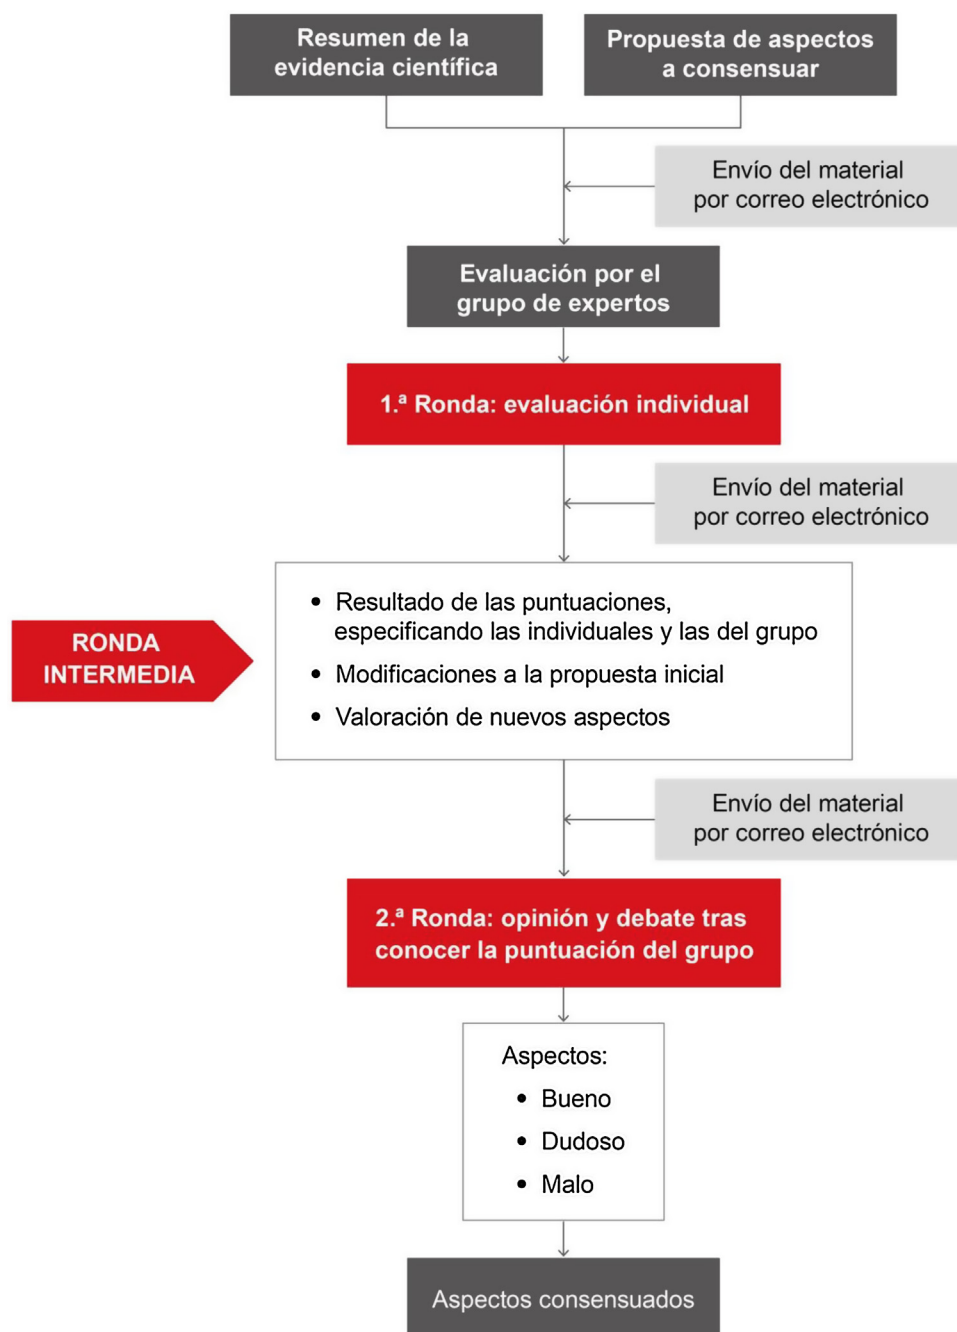 Resumen de la
evidencia científica
Propuesta de aspectos
a consensuar
Envío del material
por correo electrónico
Evaluación por el
grupo de expertos
1.ª Ronda: evaluación individual
Envío del material
por correo electrónico
RONDA
INTERMEDIA
• Resultado de las puntuaciones,
especificando las individuales y las del grupo
• Modificaciones a la propuesta inicial
• Valoración de nuevos aspectos
Envío del material
por correo electrónico
2.ª Ronda: opinión y debate tras
conocer la puntuación del grupo
Aspectos:
• Bueno
• Dudoso
• Malo
Aspectos consensuados